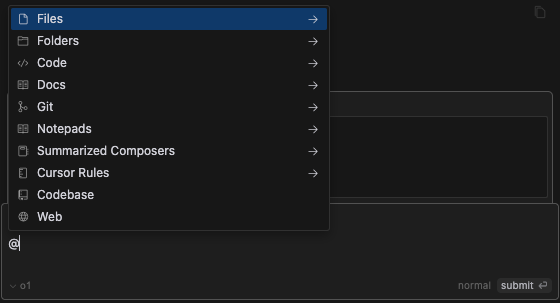 Files
Folders
Code
Docs
Git
Notepads
Summarized Composers
Cursor Rules
Codebase
Web
@
o1 normal submit